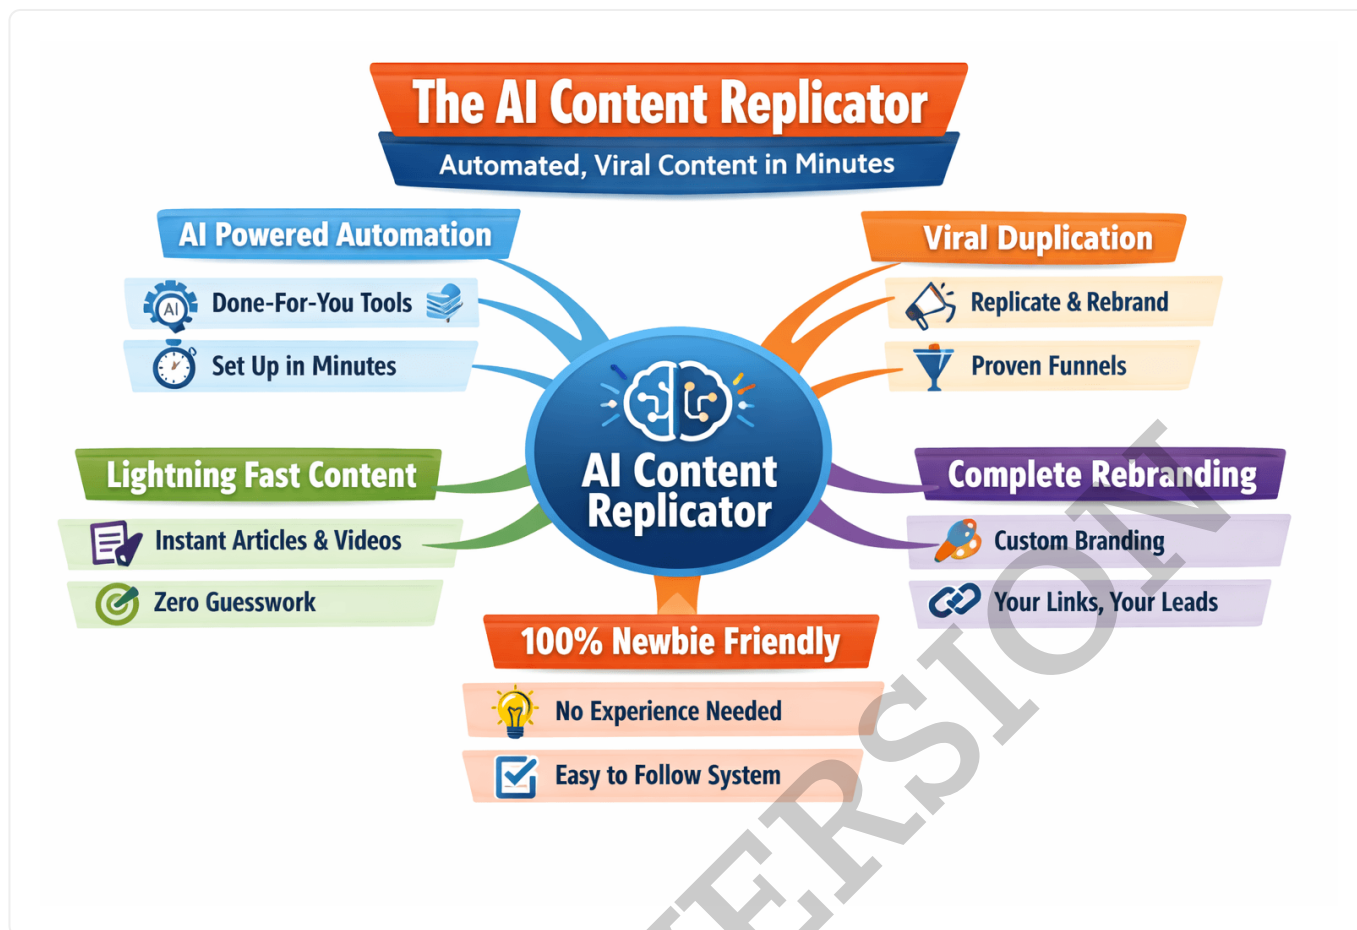 The AI Content Replicator
Automated, Viral Content in Minutes
AI Powered Automation
AI
Done-For-You Tools
Set Up in Minutes
Viral Duplication
Replicate & Rebrand
Proven Funnels
AI Content
Replicator
Lightning Fast Content
Instant Articles & Videos
Zero Guesswork
Complete Rebranding
Custom Branding
Your Links, Your Leads
100% Newbie Friendly
No Experience Needed
Easy to Follow System
ERSION